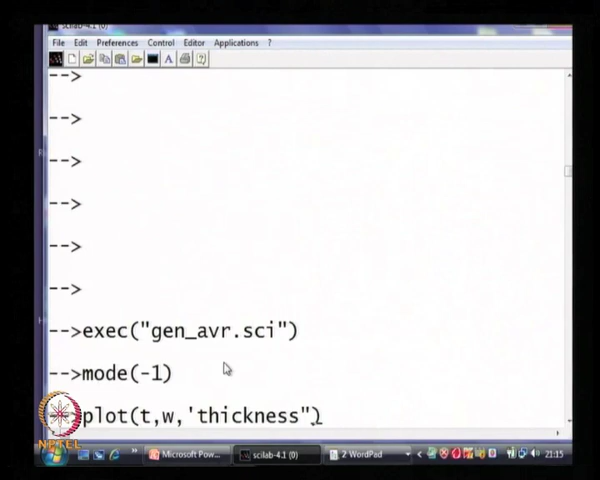 scilab-4.1 (0)
File Edit Preferences Control Editor Applications ?
-->
-->
-->
-->
-->
-->
-->exec("gen_avr.sci")
-->mode(-1)
plot(t,w,'thickness")
NPTEL
Microsoft Pow... scilab-4.1 (0) 2 WordPad 21:15